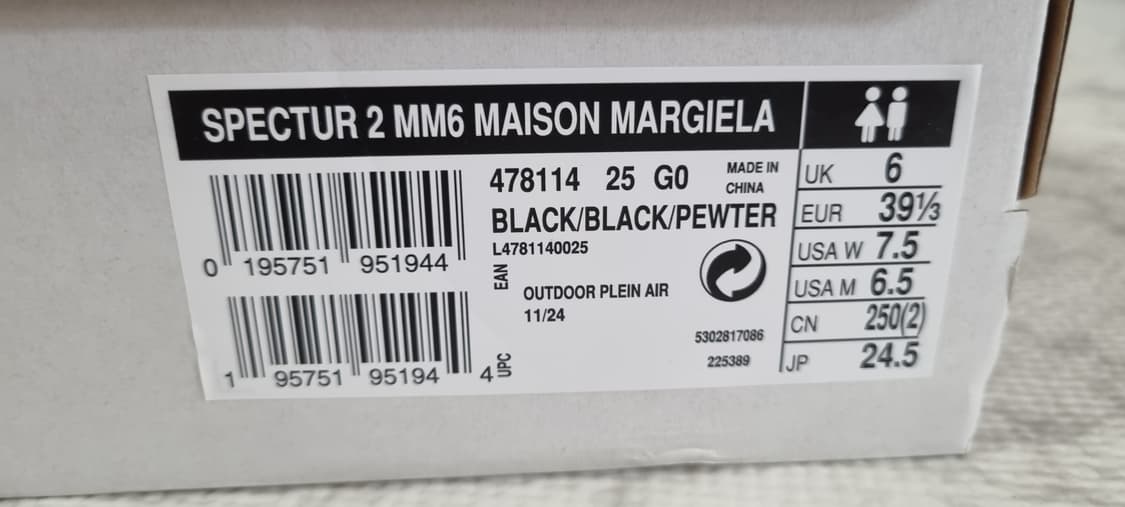 SPECTUR 2 MM6 MAISON MARGIELA
478114 25 G0 MADE IN CHINA
BLACK/BLACK/PEWTER
L4781140025
0 195751 951944
EAN
OUTDOOR PLEIN AIR
11/24
1 95751 95194 4
UPC
5302817086
225389
UK 6
EUR 39⅓
USA W 7.5
USA M 6.5
CN 250(2)
JP 24.5